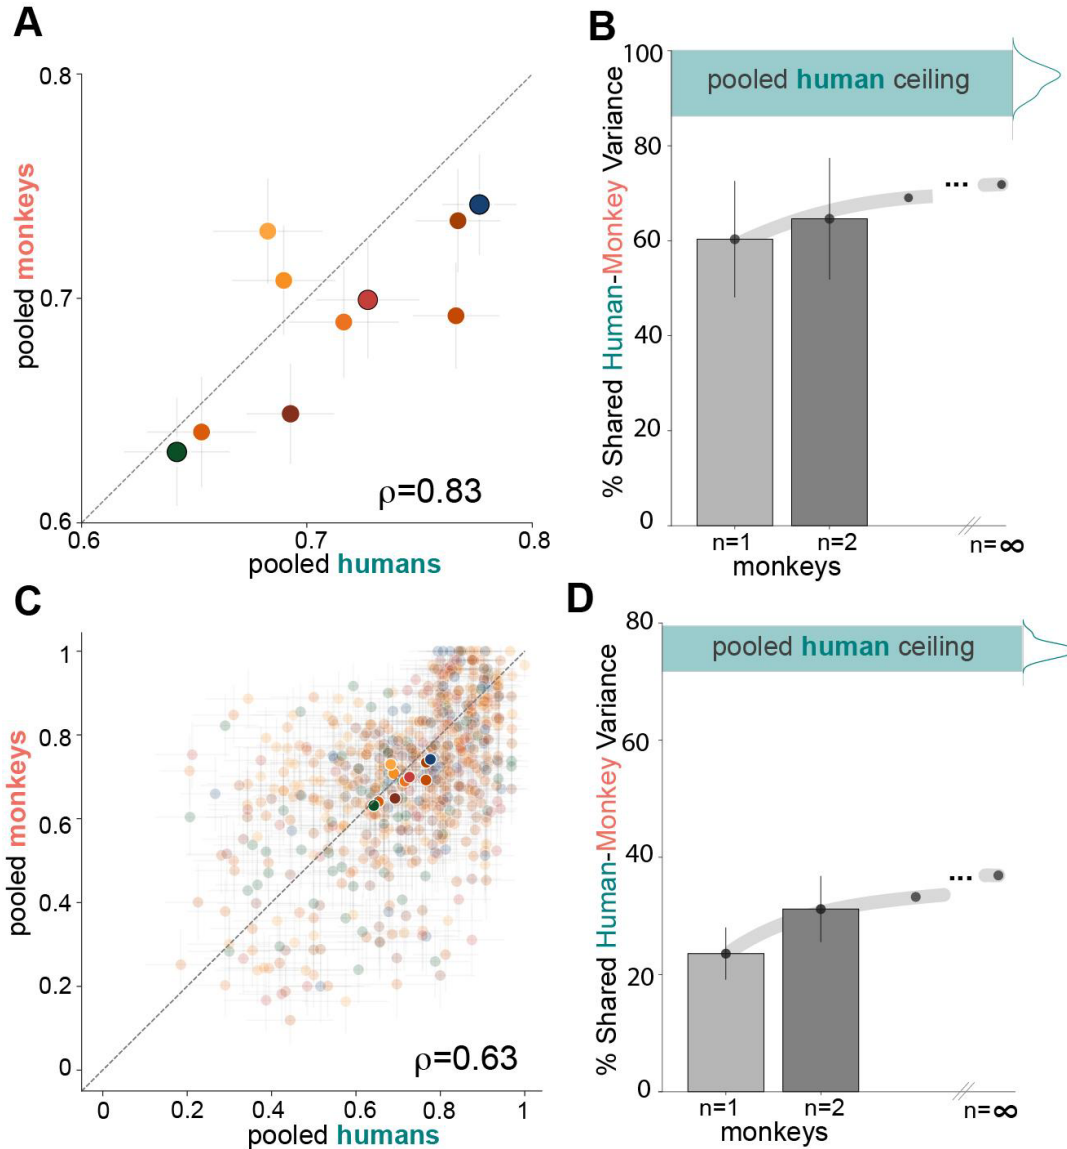 A
0.8
0.7
0.6
pooled monkeys
0.6
0.7
0.8
pooled humans
ρ=0.83
B
100
80
60
40
20
0
% Shared Human-Monkey Variance
pooled human ceiling
...
n=1
n=2
n=∞
monkeys
C
1
0.8
0.6
0.4
0.2
0
pooled monkeys
0
0.2
0.4
0.6
0.8
1
pooled humans
ρ=0.63
D
80
60
40
20
0
% Shared Human-Monkey Variance
pooled human ceiling
...
n=1
n=2
n=∞
monkeys